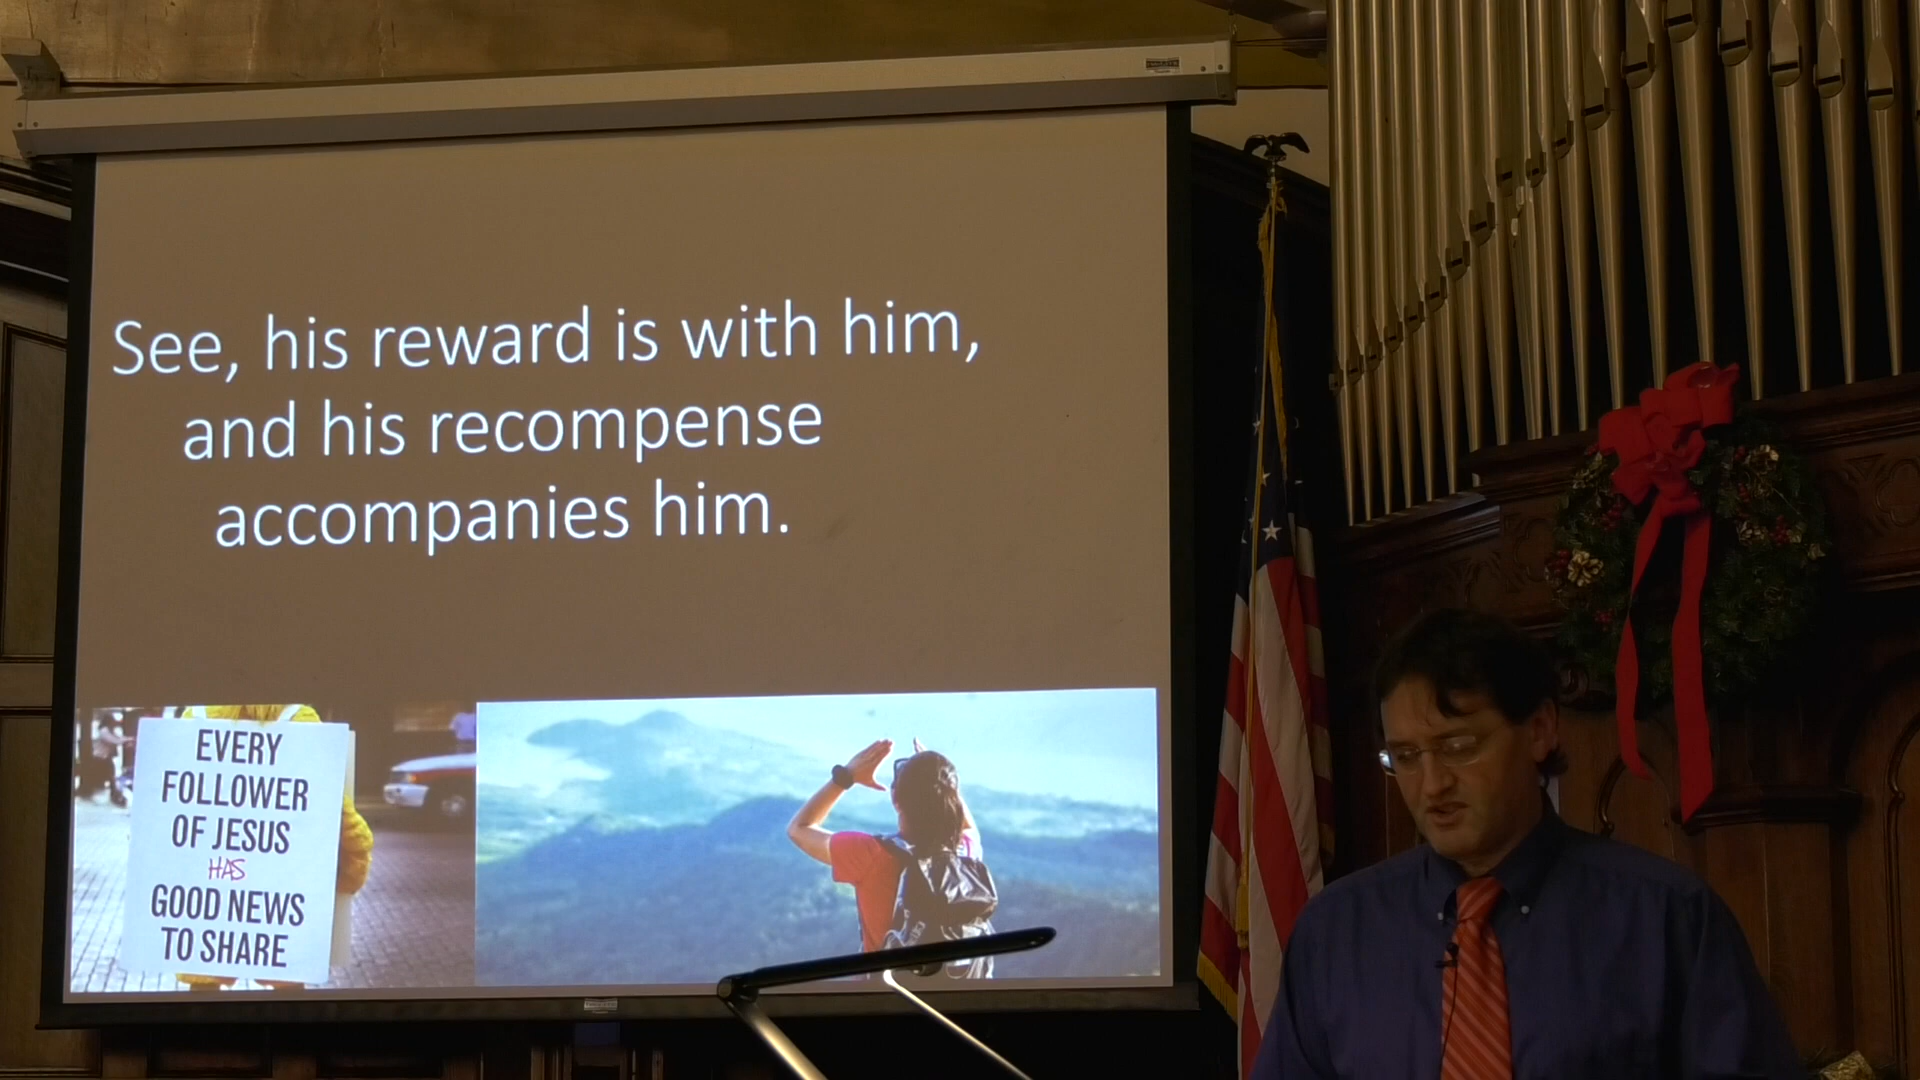 See, his reward is with him,
and his recompense
accompanies him.
EVERY
FOLLOWER
OF JESUS
HAS
GOOD NEWS
TO SHARE